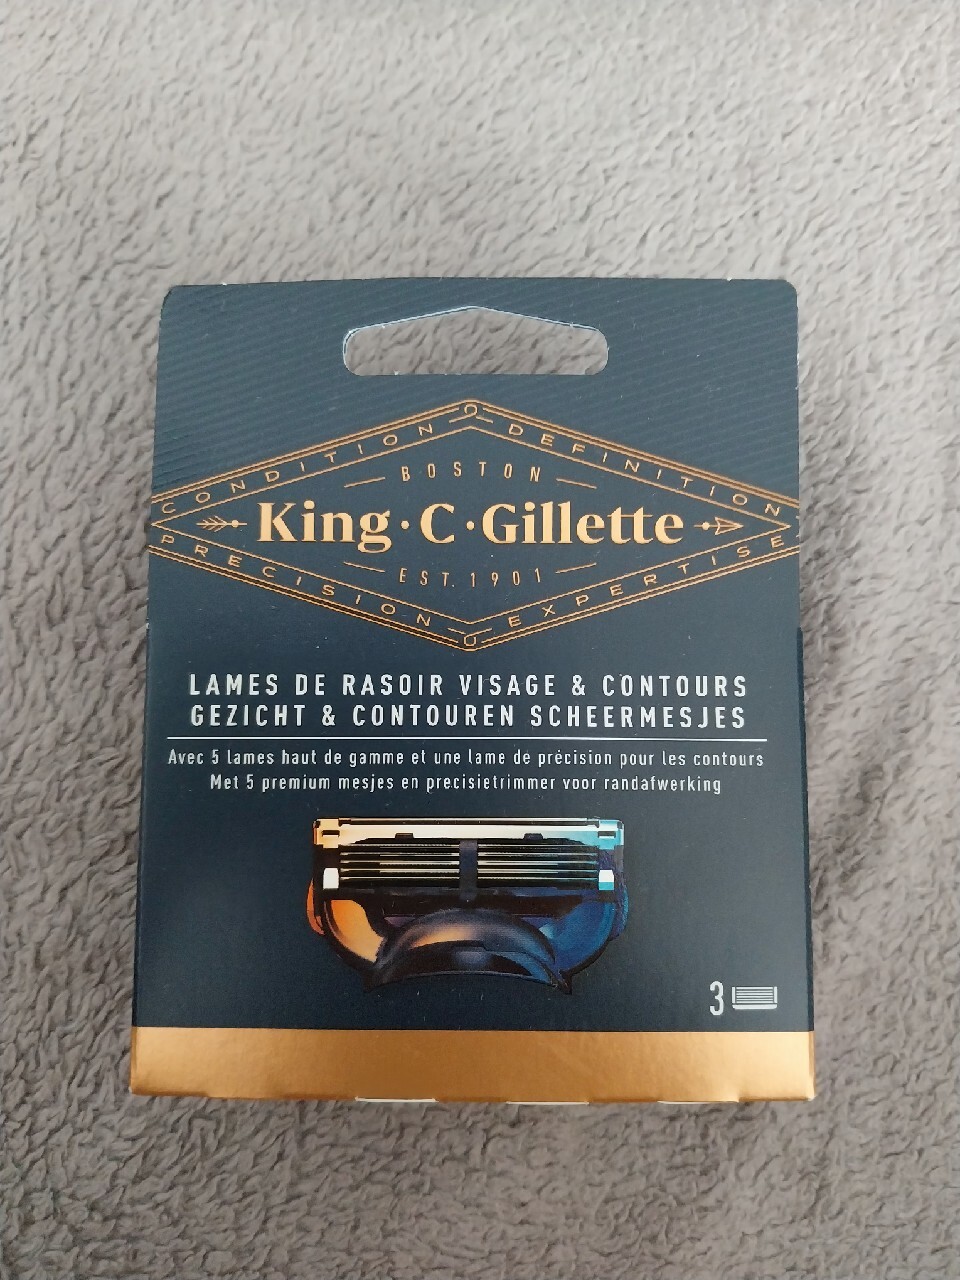 CONDITION DEFINITION
BOSTON
King·C·Gillette
EST. 1901
PRECISION EXPERTISE
LAMES DE RASOIR VISAGE & CONTOURS
GEZICHT & CONTOUREN SCHEERMESJES
Avec 5 lames haut de gamme et une lame de précision pour les contours
Met 5 premium mesjes en precisietrimmer voor randafwerking
3